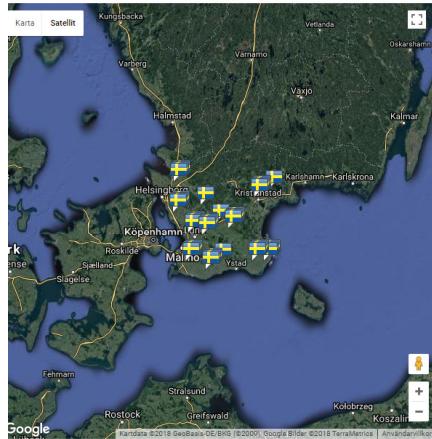 Kungsbacka
Karta Satellit
Vetlanda
Oskarshamn
Varberg
Värnamo
Växjö
Halmstad
Kalmar
Karlshamn
Karlskrona
Helsingborg
Kristianstad
Köpenhamn
Roskilde
Malmö
Ystad
Sjælland
Slagelse
Fehmarn
Stralsund
Rostock
Greifswald
Kołobrzeg
Koszalin
Google
Kartdata ©2018 GeoBasis-DE/BKG (©2009), Google Bilder ©2018 TerraMetrics Användarvillkor